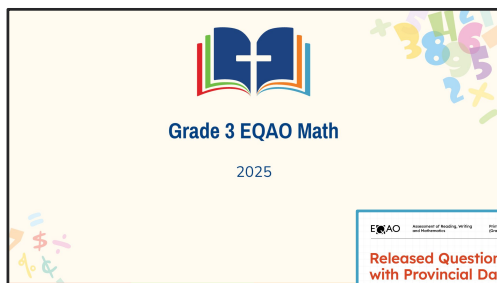 Grade 3 EQAO Math
2025
EQAO
Assessment of Reading, Writing
and Mathematics
Released Question
with Provincial Da